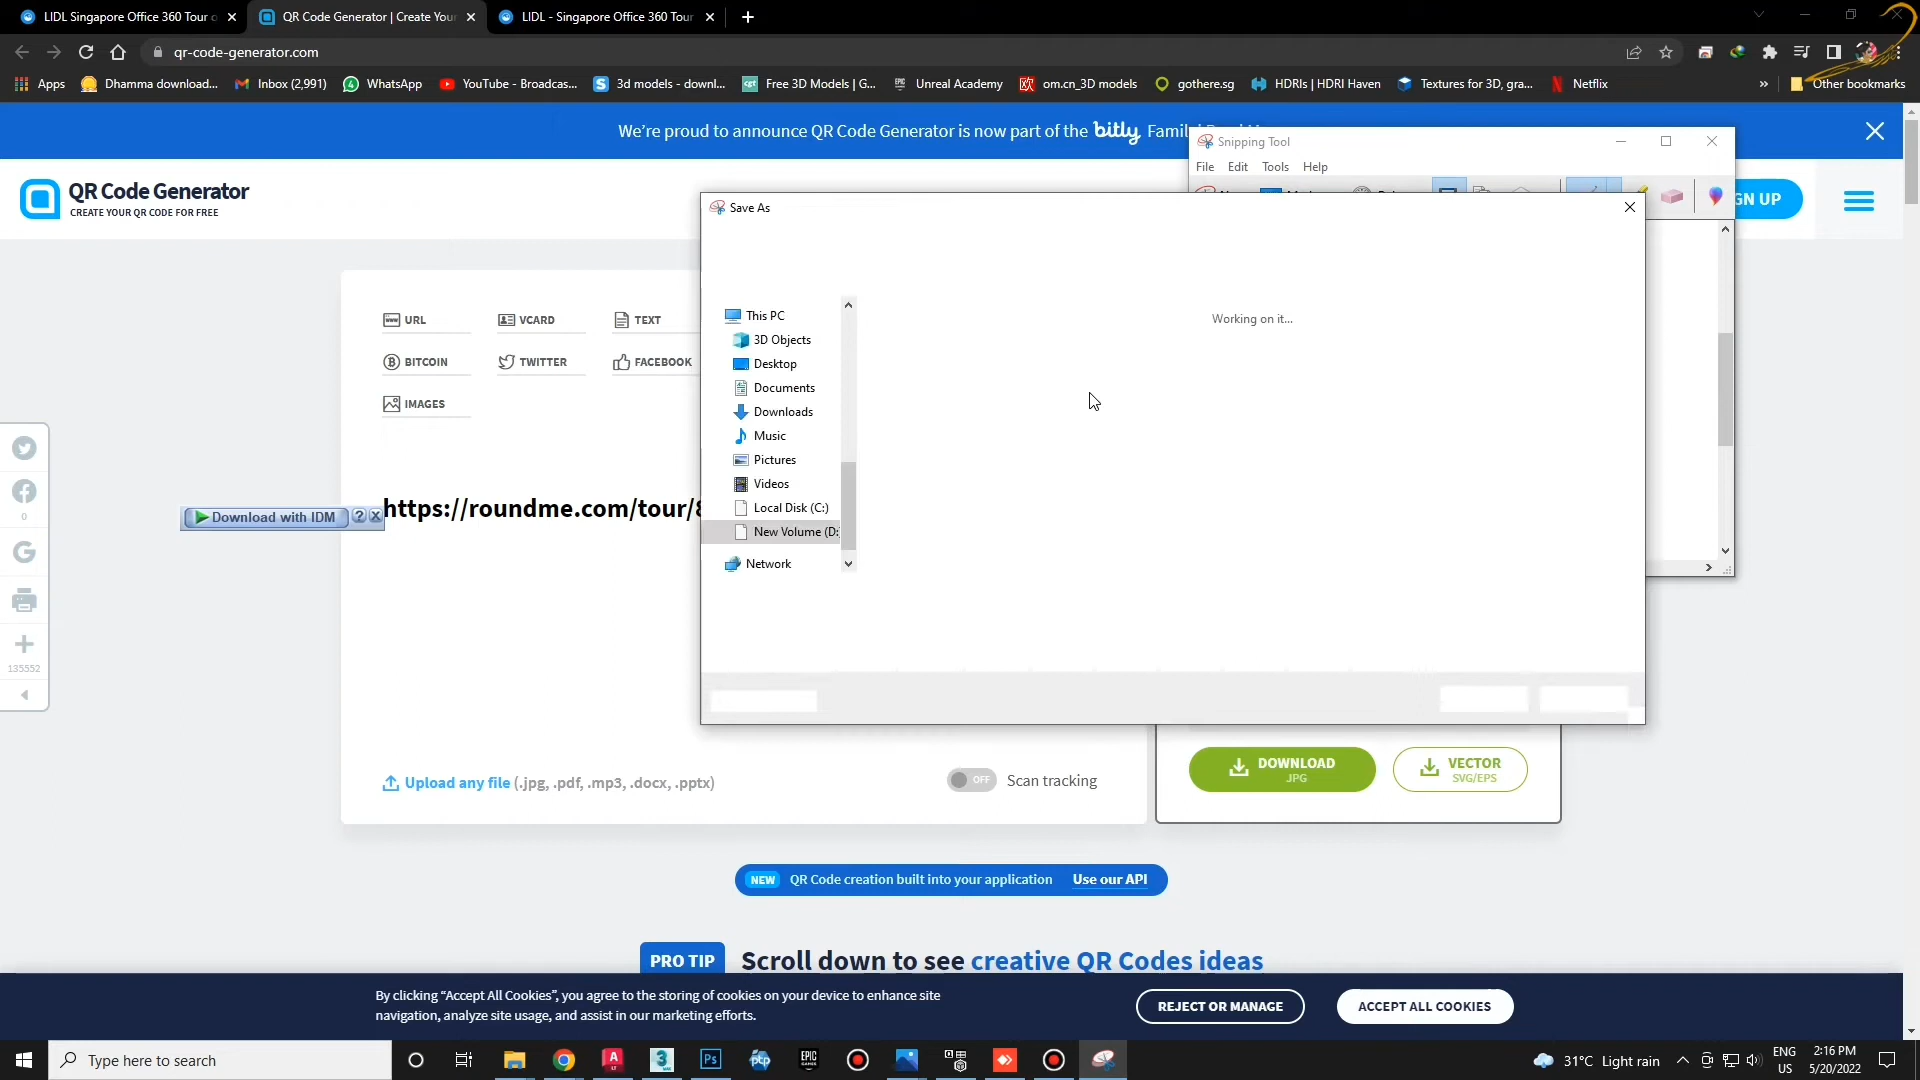 LIDL Singapore Office 360 Tour o
QR Code Generator | Create Your
LIDL - Singapore Office 360 Tour
qr-code-generator.com
Apps
Dhamma download...
Inbox (2,991)
WhatsApp
YouTube - Broadcas...
3d models - downl...
Free 3D Models | G...
Unreal Academy
om.cn_3D models
gothere.sg
HDRIs | HDRI Haven
Textures for 3D, gra...
Netflix
»
Other bookmarks
We're proud to announce QR Code Generator is now part of the bitly
Snipping Tool
File Edit Tools Help
QR Code Generator
CREATE YOUR QR CODE FOR FREE
GN UP
Save As
This PC
3D Objects
Desktop
Documents
Downloads
Music
Pictures
Videos
Local Disk (C:)
New Volume (D:
Network
Working on it...
URL
VCARD
TEXT
BITCOIN
TWITTER
FACEBOOK
IMAGES
0
135552
Download with IDM
https://roundme.com/tour/
Upload any file (.jpg, .pdf, .mp3, .docx, .pptx)
OFF
Scan tracking
DOWNLOAD
JPG
VECTOR
SVG/EPS
NEW QR Code creation built into your application Use our API
PRO TIP Scroll down to see creative QR Codes ideas
By clicking “Accept All Cookies”, you agree to the storing of cookies on your device to enhance site
navigation, analyze site usage, and assist in our marketing efforts.
REJECT OR MANAGE
ACCEPT ALL COOKIES
Type here to search
31°C Light rain
ENG
US
2:16 PM
5/20/2022